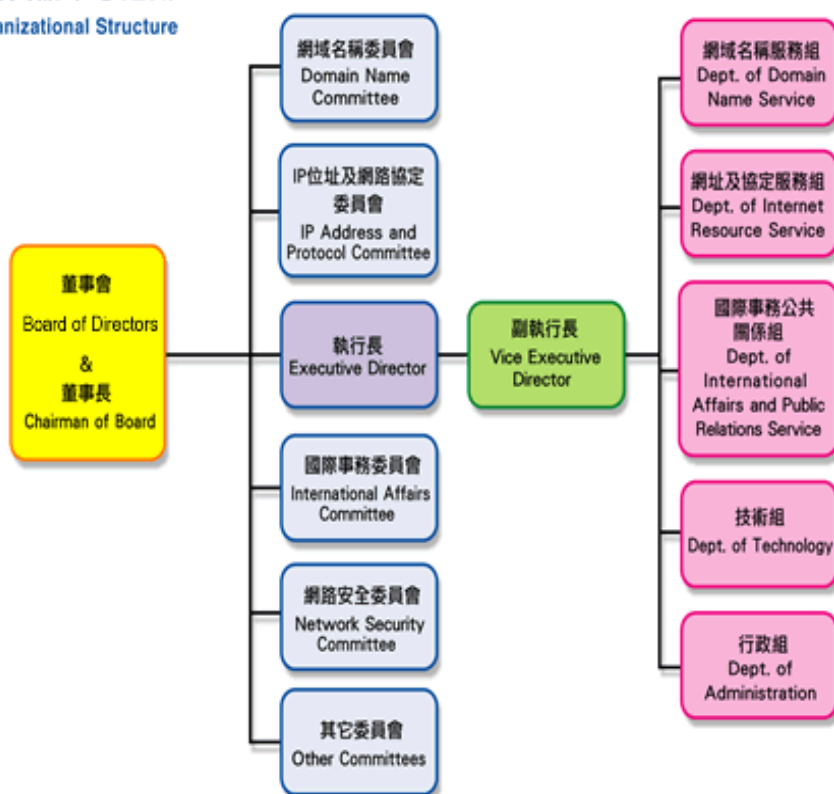 anizational Structure
董事會
Board of Directors
&
董事長
Chairman of Board
網域名稱委員會
Domain Name
Committee
IP位址及網路協定
委員會
IP Address and
Protocol Committee
執行長
Executive Director
國際事務委員會
International Affairs
Committee
網路安全委員會
Network Security
Committee
其它委員會
Other Committees
副執行長
Vice Executive
Director
網域名稱服務組
Dept. of Domain
Name Service
網址及協定服務組
Dept. of Internet
Resource Service
國際事務公共
關係組
Dept. of
International
Affairs and Public
Relations Service
技術組
Dept. of Technology
行政組
Dept. of
Administration